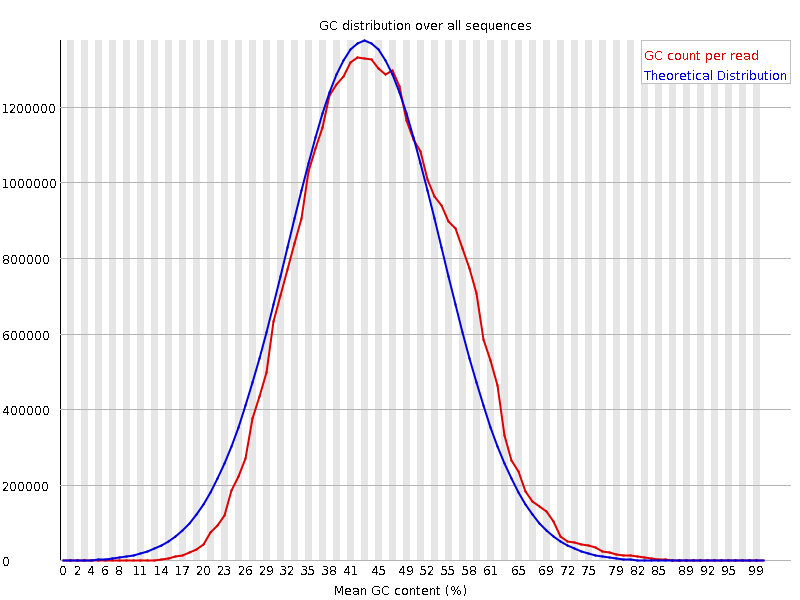 GC distribution over all sequences
GC count per read
Theoretical Distribution
1200000
1000000
800000
600000
400000
200000
0
0 2 4 6 8 11 14 17 20 23 26 29 32 35 38 41 45 49 52 55 58 61 65 69 72 75 79 82 85 89 92 95 99
Mean GC content (%)